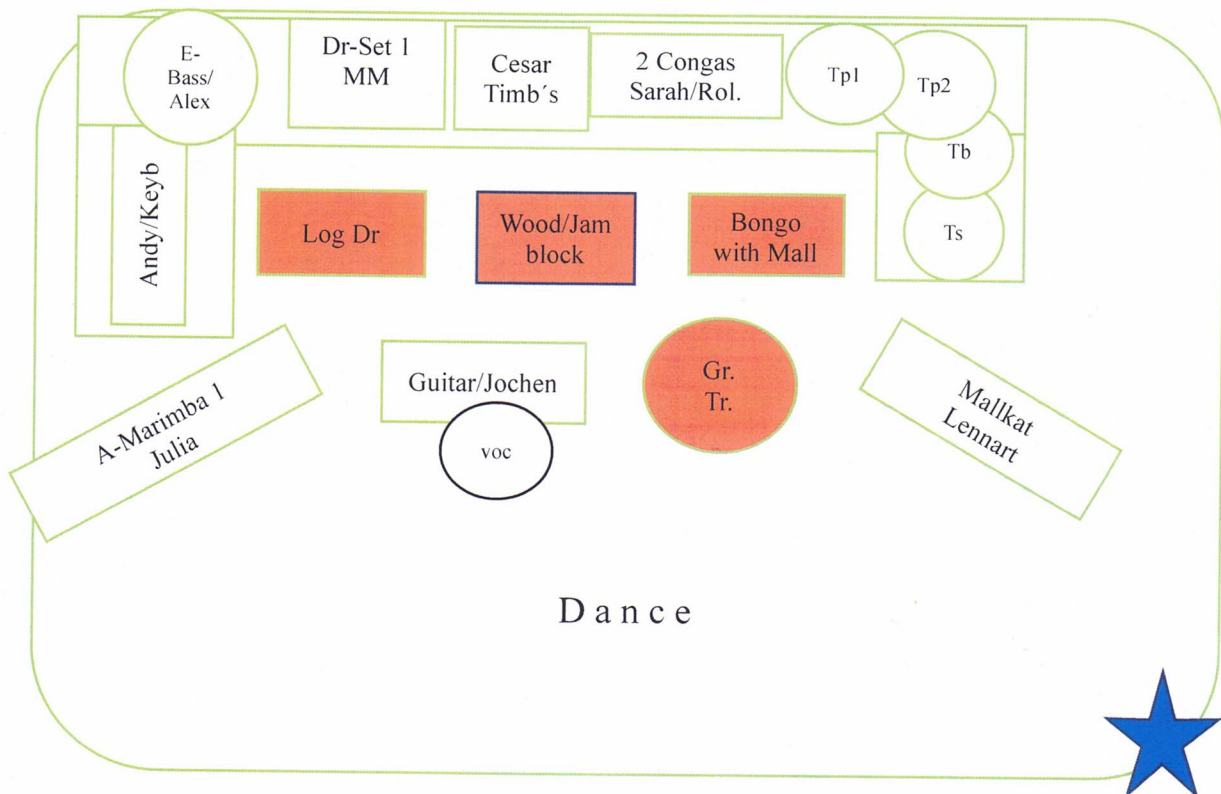 E-
Bass/
Alex
Dr-Set 1
MM
Cesar
Timb´s
2 Congas
Sarah/Rol.
Tp1
Tp2
Tb
Ts
Andy/Keyb
Log Dr
Wood/Jam
block
Bongo
with Mall
A-Marimba 1
Julia
Guitar/Jochen
voc
Gr.
Tr.
Mallkat
Lennart
Dance